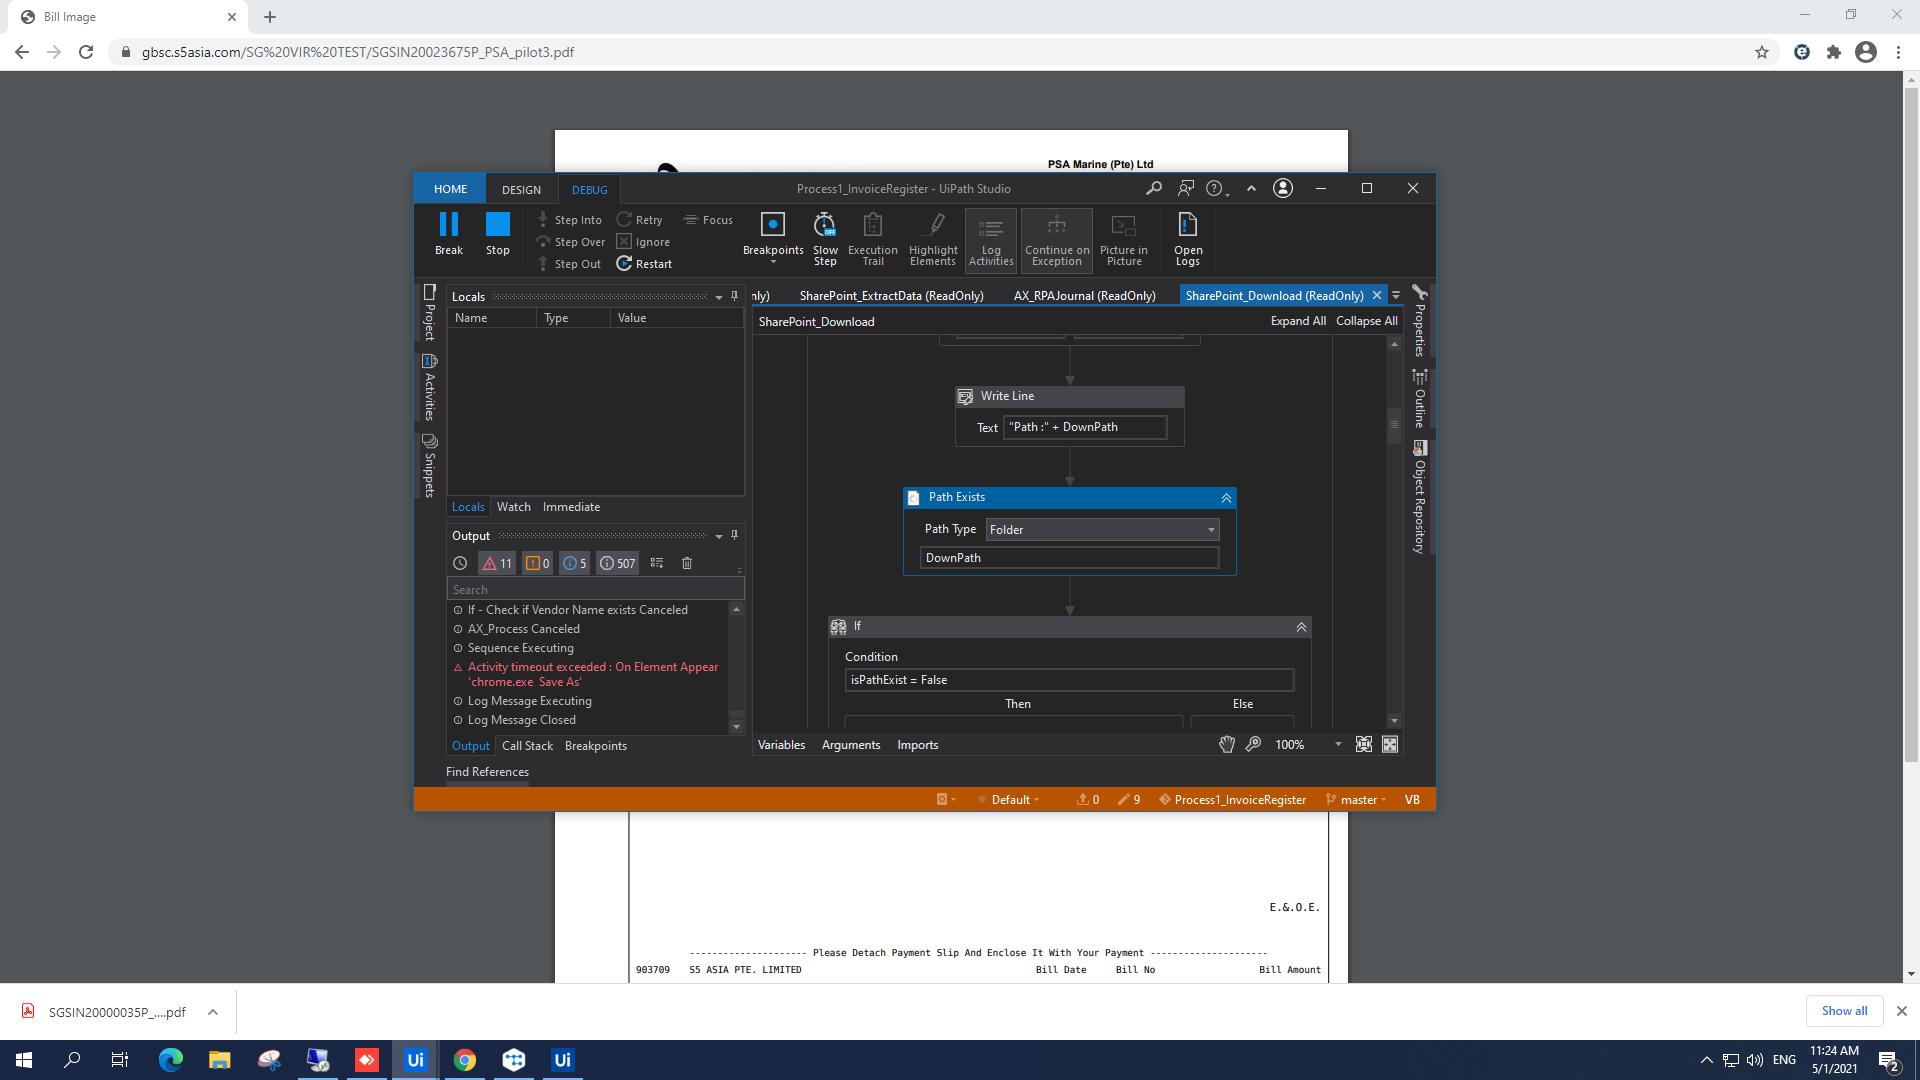 Bill Image
gbsc.s5asia.com/SG%20VIR%20TEST/SGSIN20023675P_PSA_pilot3.pdf
PSA Marine (Pte) Ltd
HOME
DESIGN
DEBUG
Process1_InvoiceRegister - UiPath Studio
Break
Stop
Step Into
Step Over
Step Out
Retry
Ignore
Restart
Focus
Breakpoints
Slow Step
OFF
Execution Trail
Highlight Elements
Log Activities
Continue on Exception
Picture in Picture
Open Logs
Project
Activities
Snippets
Locals
Name Type Value
Locals Watch Immediate
Output
11 0 5 507
Search
If - Check if Vendor Name exists Canceled
AX_Process Canceled
Sequence Executing
Activity timeout exceeded : On Element Appear
'chrome.exe Save As'
Log Message Executing
Log Message Closed
Output Call Stack Breakpoints
Find References
nly)
SharePoint_ExtractData (ReadOnly)
AX_RPAJournal (ReadOnly)
SharePoint_Download (ReadOnly)
SharePoint_Download
Expand All Collapse All
Write Line
Text "Path :" + DownPath
Path Exists
Path Type Folder
DownPath
If
Condition
isPathExist = False
Then Else
Variables Arguments Imports
100%
Properties
Outline
Object Repository
Default 0 9 Process1_InvoiceRegister master VB
E.&.O.E.
--------------------- Please Detach Payment Slip And Enclose It With Your Payment ---------------------
903709 S5 ASIA PTE. LIMITED Bill Date Bill No Bill Amount
SGSIN20000035P_....pdf
Show all
Ui
Ui
ENG
11:24 AM
5/1/2021
2